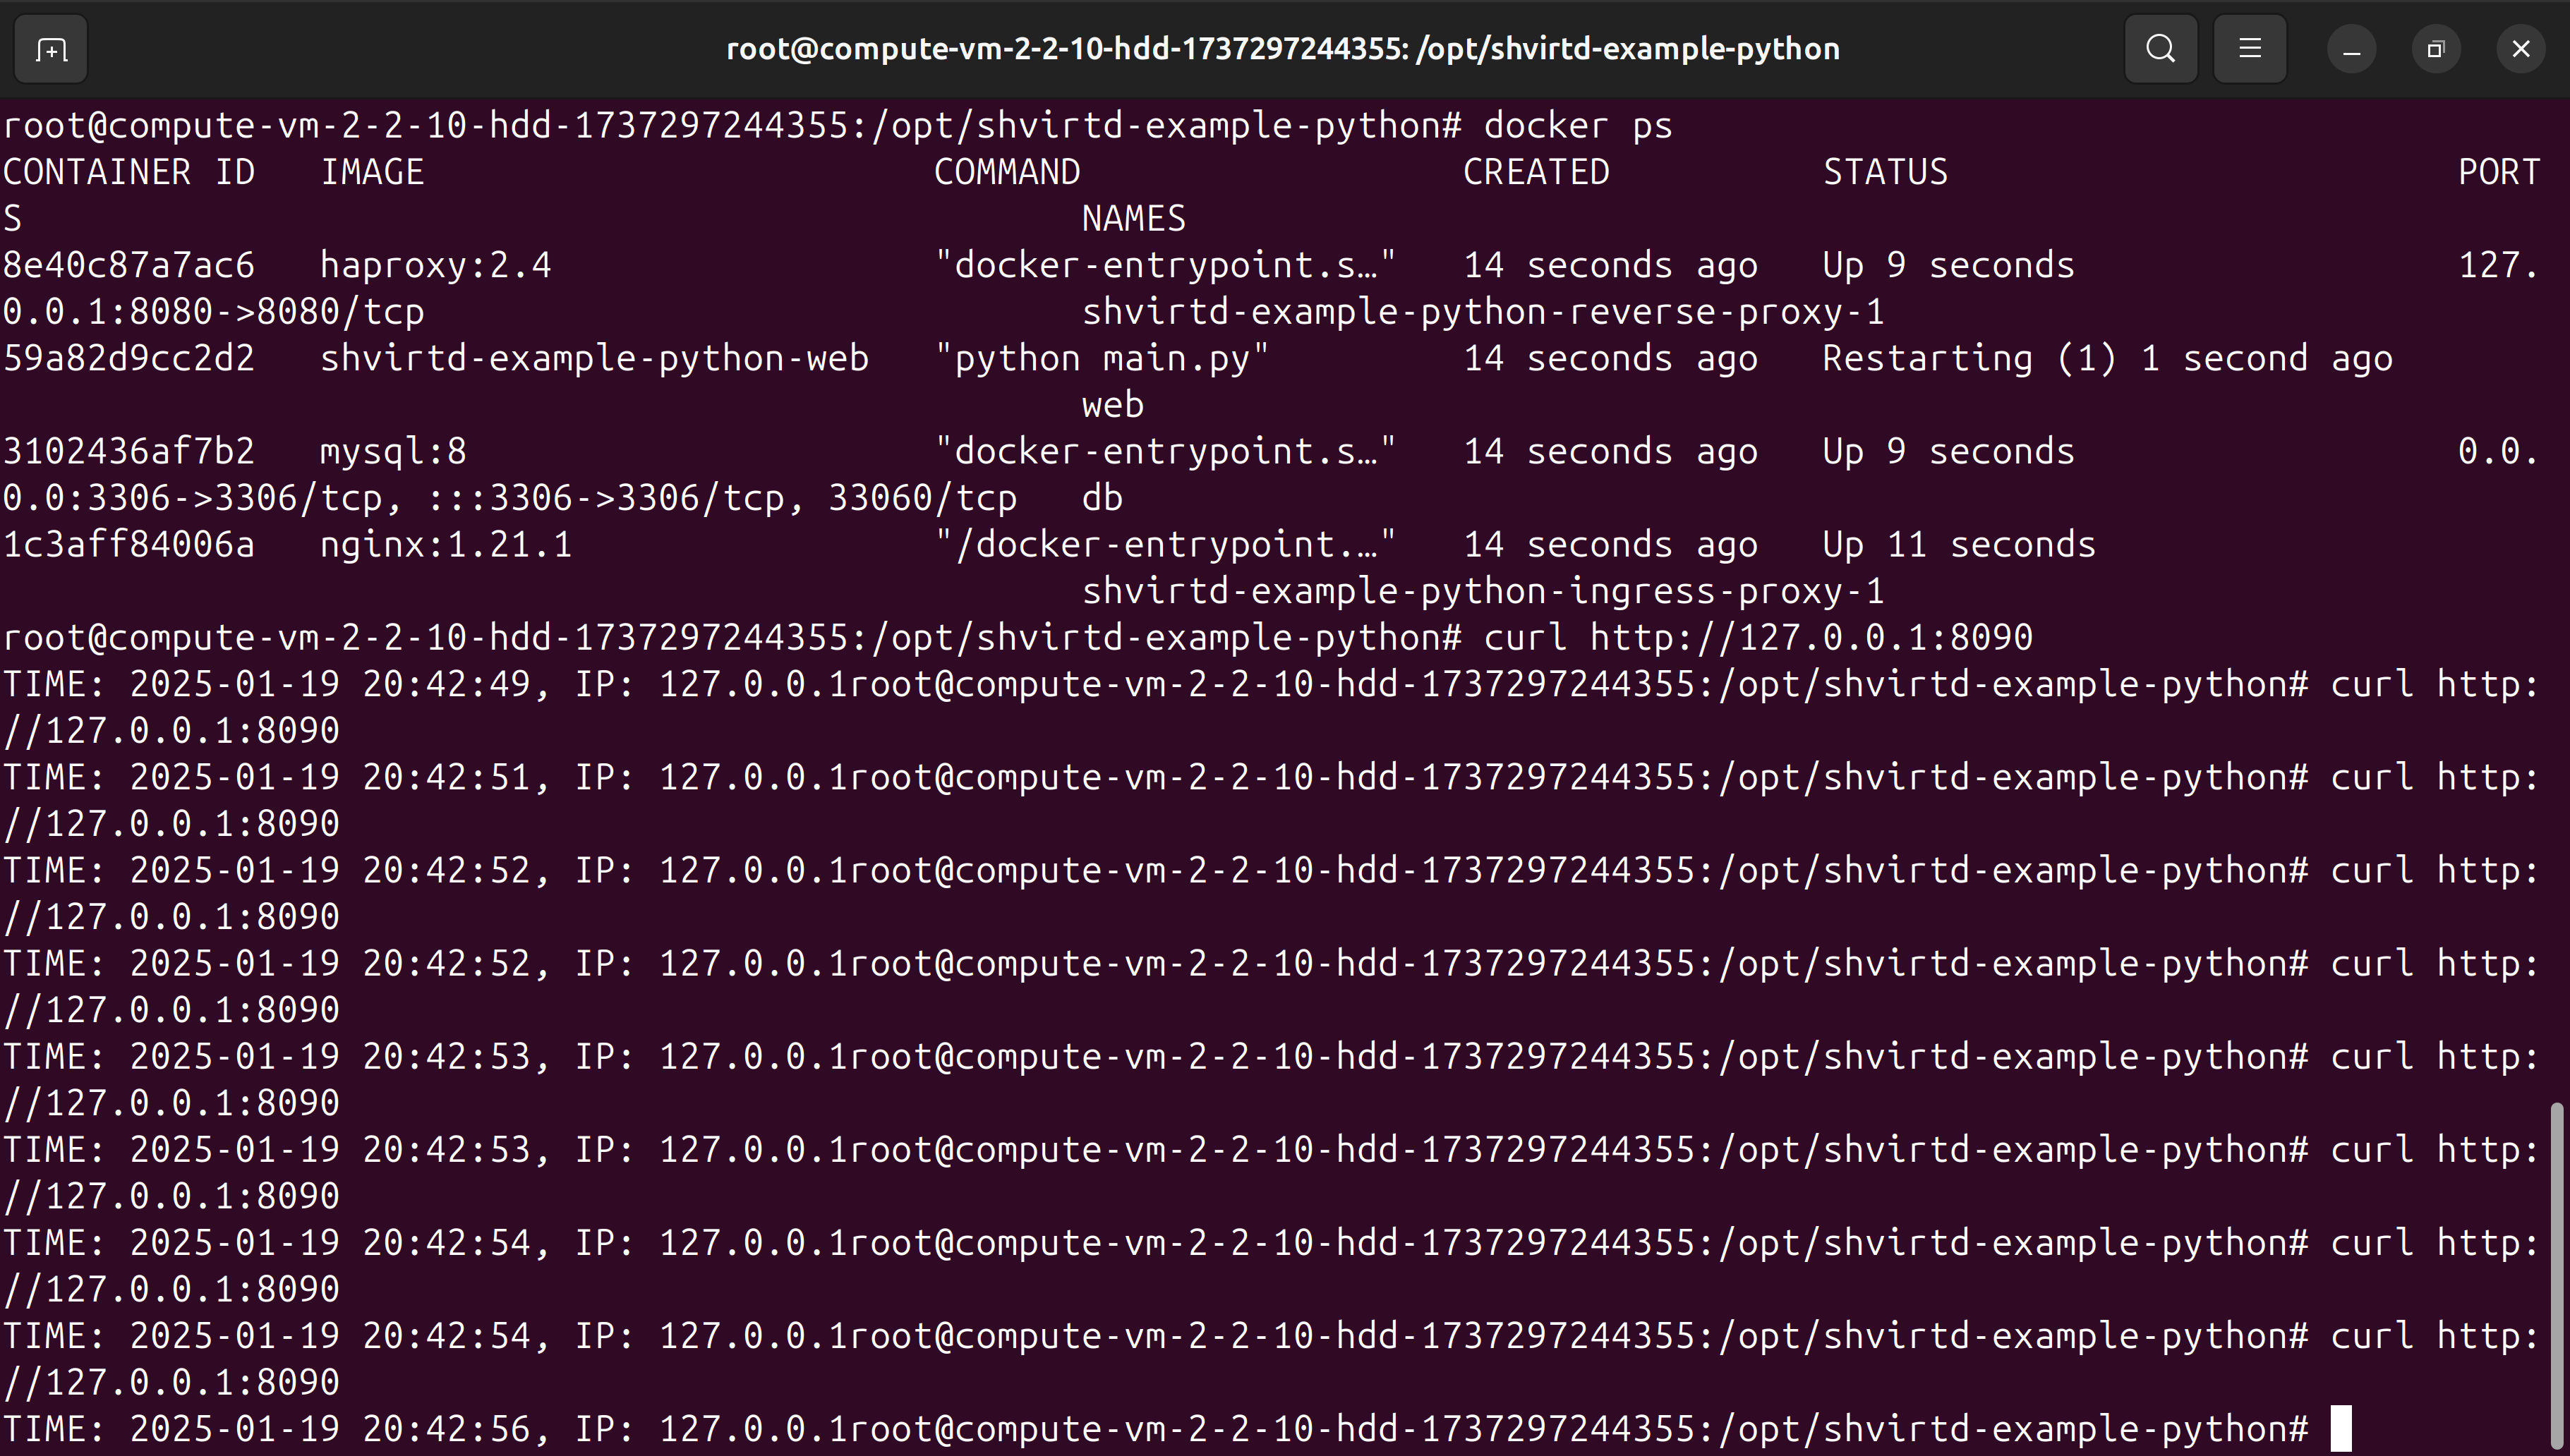 root@compute-vm-2-2-10-hdd-1737297244355: /opt/shvirtd-example-python
root@compute-vm-2-2-10-hdd-1737297244355:/opt/shvirtd-example-python# docker ps
CONTAINER ID   IMAGE                        COMMAND                  CREATED          STATUS                        PORT
S                                                  NAMES
8e40c87a7ac6   haproxy:2.4                  "docker-entrypoint.s…"   14 seconds ago   Up 9 seconds                  127.
0.0.1:8080->8080/tcp                               shvirtd-example-python-reverse-proxy-1
59a82d9cc2d2   shvirtd-example-python-web   "python main.py"         14 seconds ago   Restarting (1) 1 second ago
                                                   web
3102436af7b2   mysql:8                      "docker-entrypoint.s…"   14 seconds ago   Up 9 seconds                  0.0.
0.0:3306->3306/tcp, :::3306->3306/tcp, 33060/tcp   db
1c3aff84006a   nginx:1.21.1                 "/docker-entrypoint.…"   14 seconds ago   Up 11 seconds
                                                   shvirtd-example-python-ingress-proxy-1
root@compute-vm-2-2-10-hdd-1737297244355:/opt/shvirtd-example-python# curl http://127.0.0.1:8090
TIME: 2025-01-19 20:42:49, IP: 127.0.0.1root@compute-vm-2-2-10-hdd-1737297244355:/opt/shvirtd-example-python# curl http:
//127.0.0.1:8090
TIME: 2025-01-19 20:42:51, IP: 127.0.0.1root@compute-vm-2-2-10-hdd-1737297244355:/opt/shvirtd-example-python# curl http:
//127.0.0.1:8090
TIME: 2025-01-19 20:42:52, IP: 127.0.0.1root@compute-vm-2-2-10-hdd-1737297244355:/opt/shvirtd-example-python# curl http:
//127.0.0.1:8090
TIME: 2025-01-19 20:42:52, IP: 127.0.0.1root@compute-vm-2-2-10-hdd-1737297244355:/opt/shvirtd-example-python# curl http:
//127.0.0.1:8090
TIME: 2025-01-19 20:42:53, IP: 127.0.0.1root@compute-vm-2-2-10-hdd-1737297244355:/opt/shvirtd-example-python# curl http:
//127.0.0.1:8090
TIME: 2025-01-19 20:42:53, IP: 127.0.0.1root@compute-vm-2-2-10-hdd-1737297244355:/opt/shvirtd-example-python# curl http:
//127.0.0.1:8090
TIME: 2025-01-19 20:42:54, IP: 127.0.0.1root@compute-vm-2-2-10-hdd-1737297244355:/opt/shvirtd-example-python# curl http:
//127.0.0.1:8090
TIME: 2025-01-19 20:42:54, IP: 127.0.0.1root@compute-vm-2-2-10-hdd-1737297244355:/opt/shvirtd-example-python# curl http:
//127.0.0.1:8090
TIME: 2025-01-19 20:42:56, IP: 127.0.0.1root@compute-vm-2-2-10-hdd-1737297244355:/opt/shvirtd-example-python#